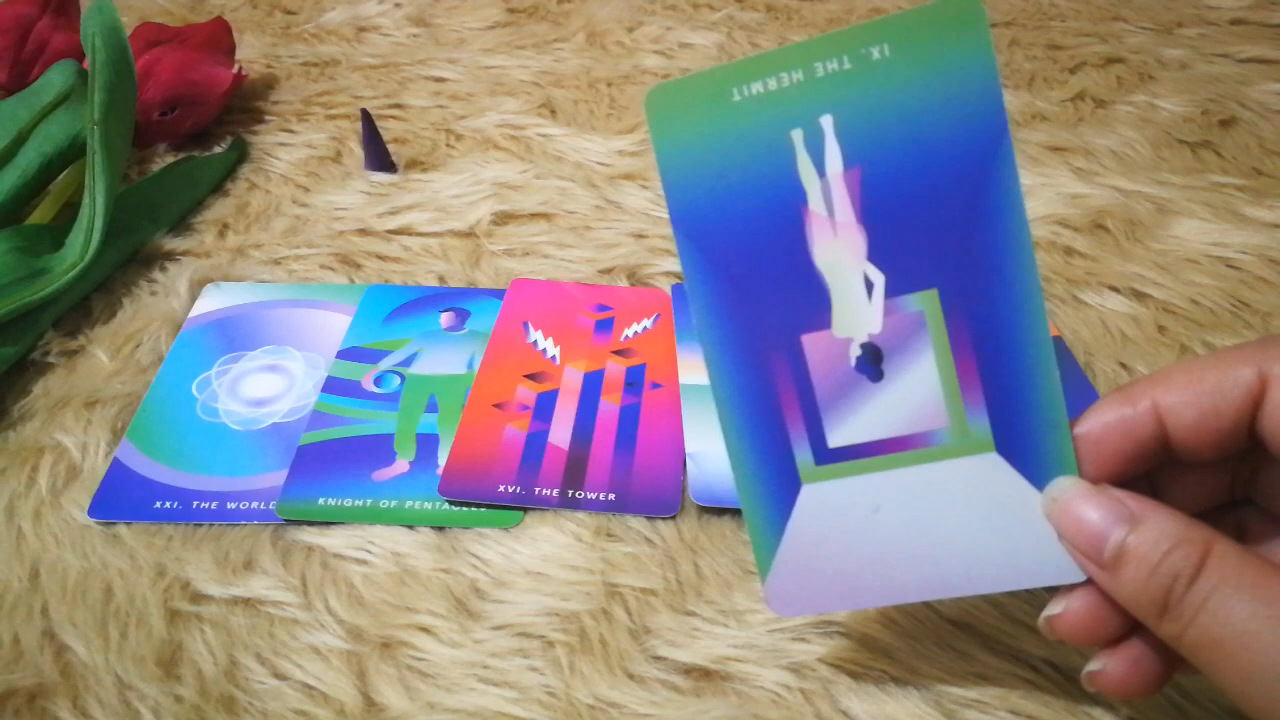 IX. THE HERMIT
XXI. THE WORLD
KNIGHT OF PENTACLES
XVI. THE TOWER